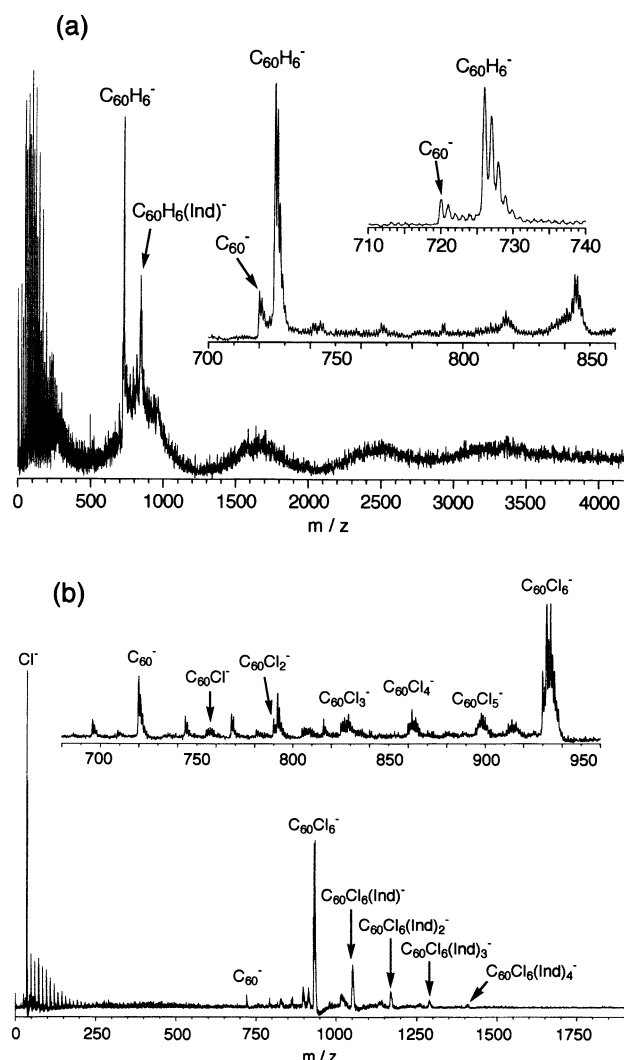 (a)
C₆₀H₆⁻
C₆₀H₆⁻
C₆₀H₆⁻
C₆₀⁻
C₆₀H₆(Ind)⁻
C₆₀⁻
710 720 730 740
700 750 800 850
0 500 1000 1500 2000 2500 3000 3500 4000
m / z
(b)
C₆₀Cl₆⁻
Cl⁻
C₆₀⁻
C₆₀Cl⁻
C₆₀Cl₂⁻
C₆₀Cl₃⁻
C₆₀Cl₄⁻
C₆₀Cl₅⁻
700 750 800 850 900 950
C₆₀Cl₆⁻
C₆₀Cl₆(Ind)⁻
C₆₀Cl₆(Ind)₂⁻
C₆₀Cl₆(Ind)₃⁻
C₆₀Cl₆(Ind)₄⁻
C₆₀⁻
0 250 500 750 1000 1250 1500 1750
m / z